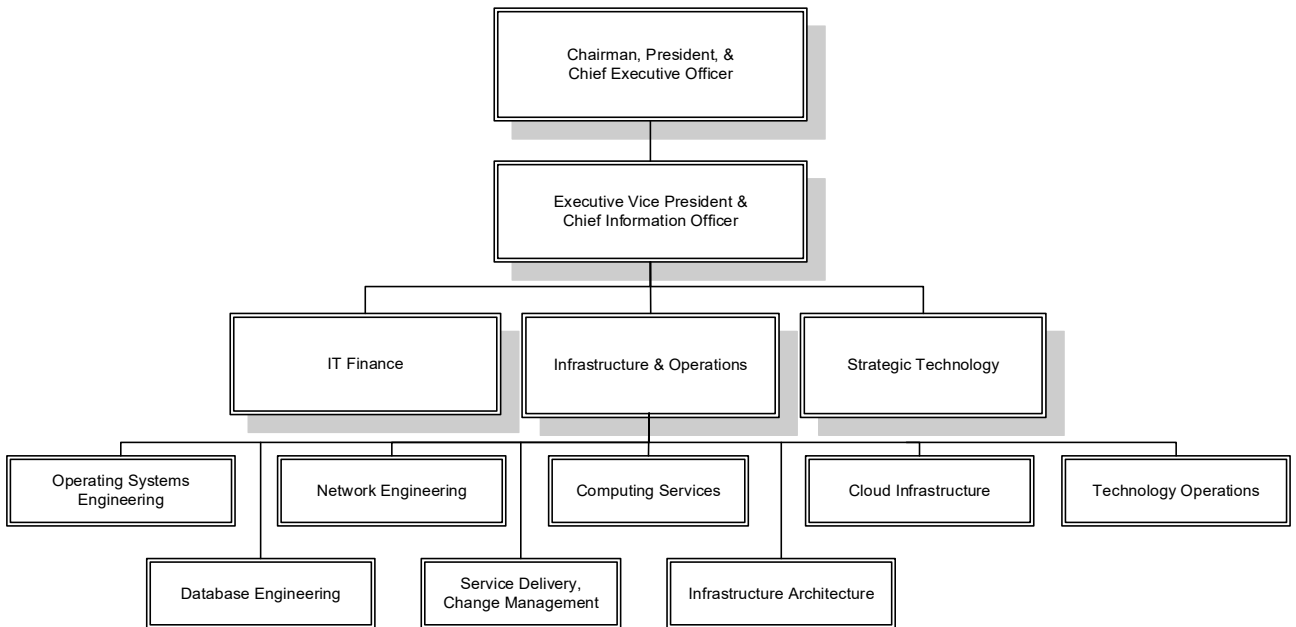 Chairman, President, &
Chief Executive Officer
Executive Vice President &
Chief Information Officer
IT Finance
Infrastructure & Operations
Strategic Technology
Operating Systems
Engineering
Network Engineering
Computing Services
Cloud Infrastructure
Technology Operations
Database Engineering
Service Delivery,
Change Management
Infrastructure Architecture